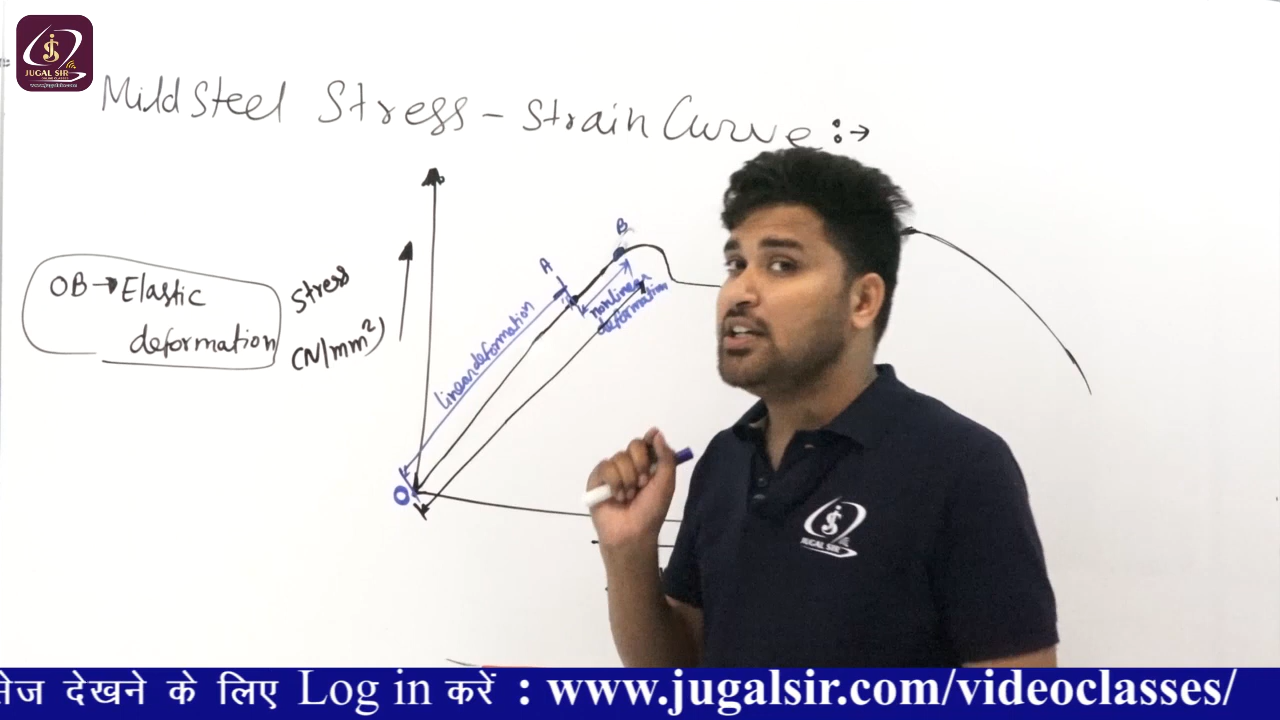 JUGAL SIR
Mild Steel Stress - Strain Curve :→
B
A
OB → Elastic
deformation
Stress
(N/mm²)
linear deformation
nonlinear
deformation
O
JUGAL SIR
सेज देखने के लिए Log in करें : www.jugalsir.com/videoclasses/